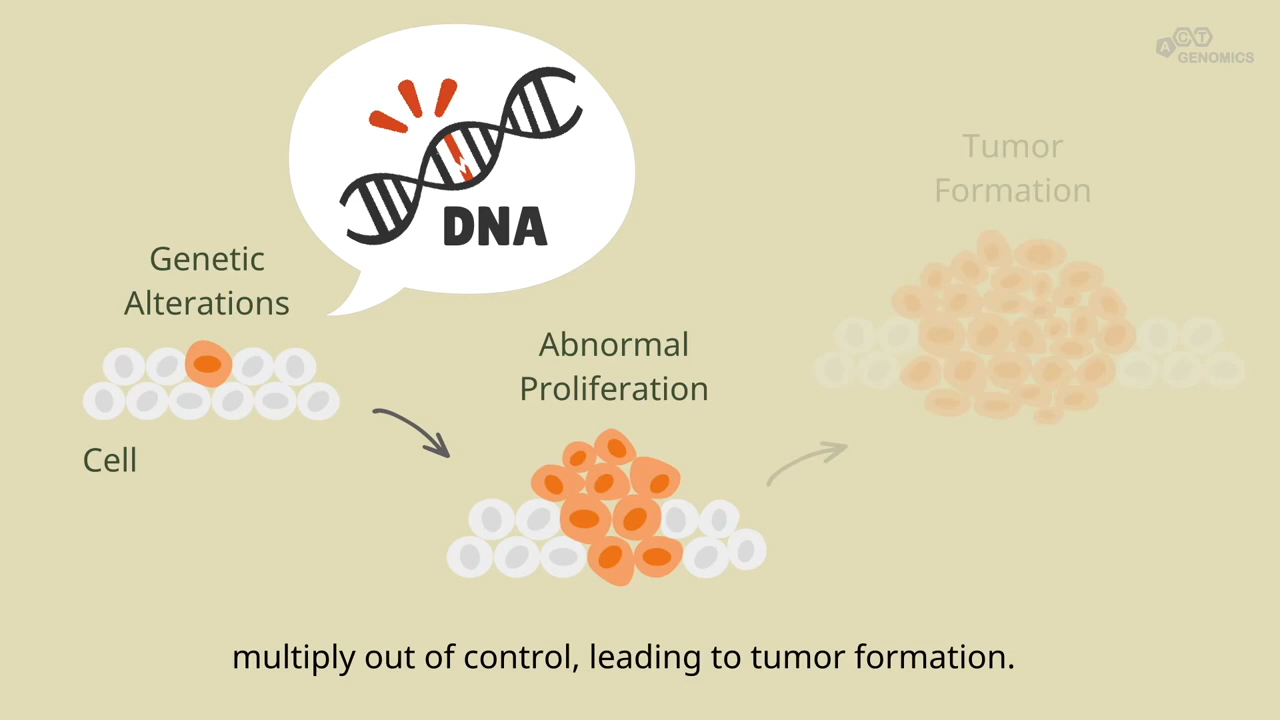 ACT
GENOMICS
DNA
Genetic
Alterations
Cell
Abnormal
Proliferation
Tumor
Formation
multiply out of control, leading to tumor formation.